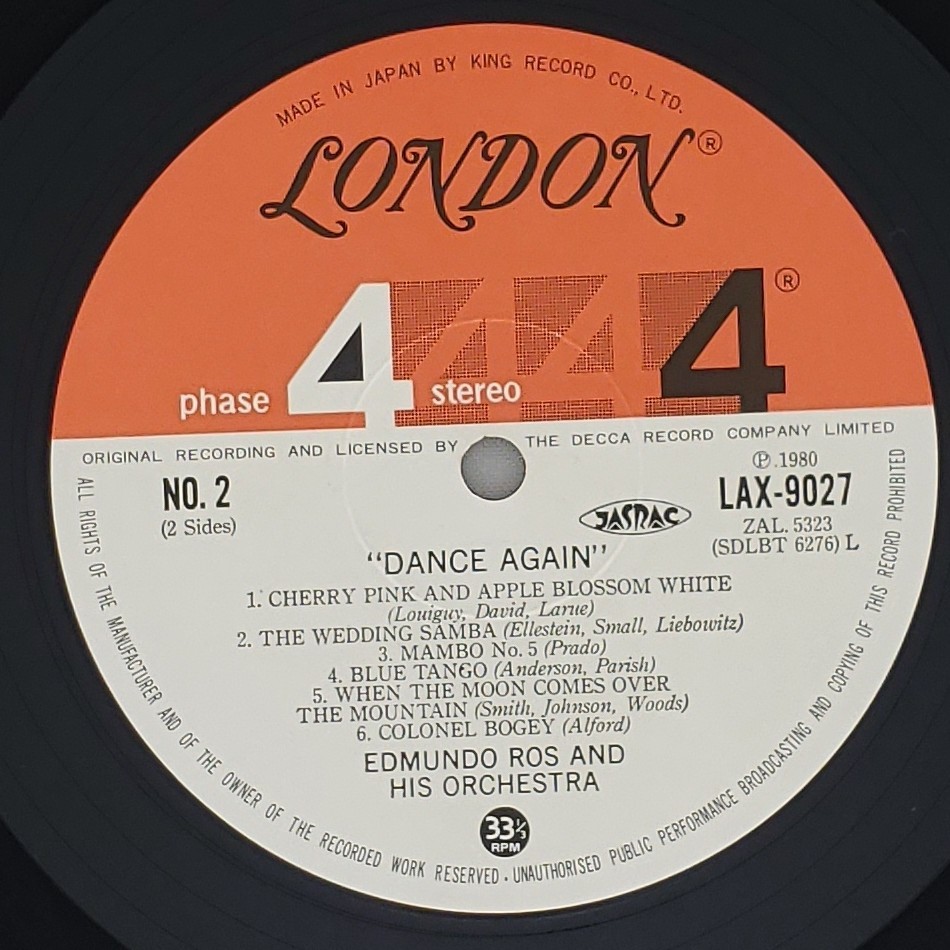 MADE IN JAPAN BY KING RECORD CO., LTD.
LONDON®
phase 4 stereo 4 ®
ORIGINAL RECORDING AND LICENSED BY THE DECCA RECORD COMPANY LIMITED
NO. 2
(2 Sides)
JASRAC
Ⓟ.1980
LAX-9027
ZAL. 5323
(SDLBT 6276) L
“DANCE AGAIN”
1. CHERRY PINK AND APPLE BLOSSOM WHITE
(Louiguy, David, Larue)
2. THE WEDDING SAMBA (Ellestein, Small, Liebowitz)
3. MAMBO No. 5 (Prado)
4. BLUE TANGO (Anderson, Parish)
5. WHEN THE MOON COMES OVER
THE MOUNTAIN (Smith, Johnson, Woods)
6. COLONEL BOGEY (Alford)
EDMUNDO ROS AND
HIS ORCHESTRA
33⅓
RPM
ALL RIGHTS OF THE MANUFACTURER AND OF THE OWNER OF THE RECORDED WORK RESERVED · UNAUTHORISED PUBLIC PERFORMANCE BROADCASTING AND COPYING OF THIS RECORD PROHIBITED